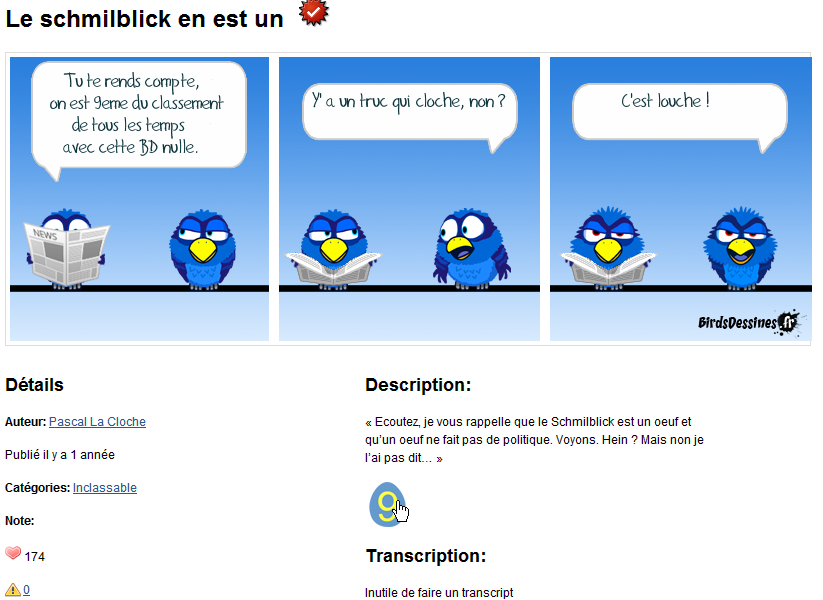 Le schmilblick en est un
Tu te rends compte,
on est 9eme du classement
de tous les temps
avec cette BD nulle.
Y' a un truc qui cloche, non ?
C'est louche !
NEWS
BirdsDessines.fr
Détails
Auteur: Pascal La Cloche
Publié il y a 1 année
Catégories: Inclassable
Note:
174
0
Description:
« Ecoutez, je vous rappelle que le Schmilblick est un oeuf et
qu'un oeuf ne fait pas de politique. Voyons. Hein ? Mais non je
l'ai pas dit... »
9
Transcription:
Inutile de faire un transcript